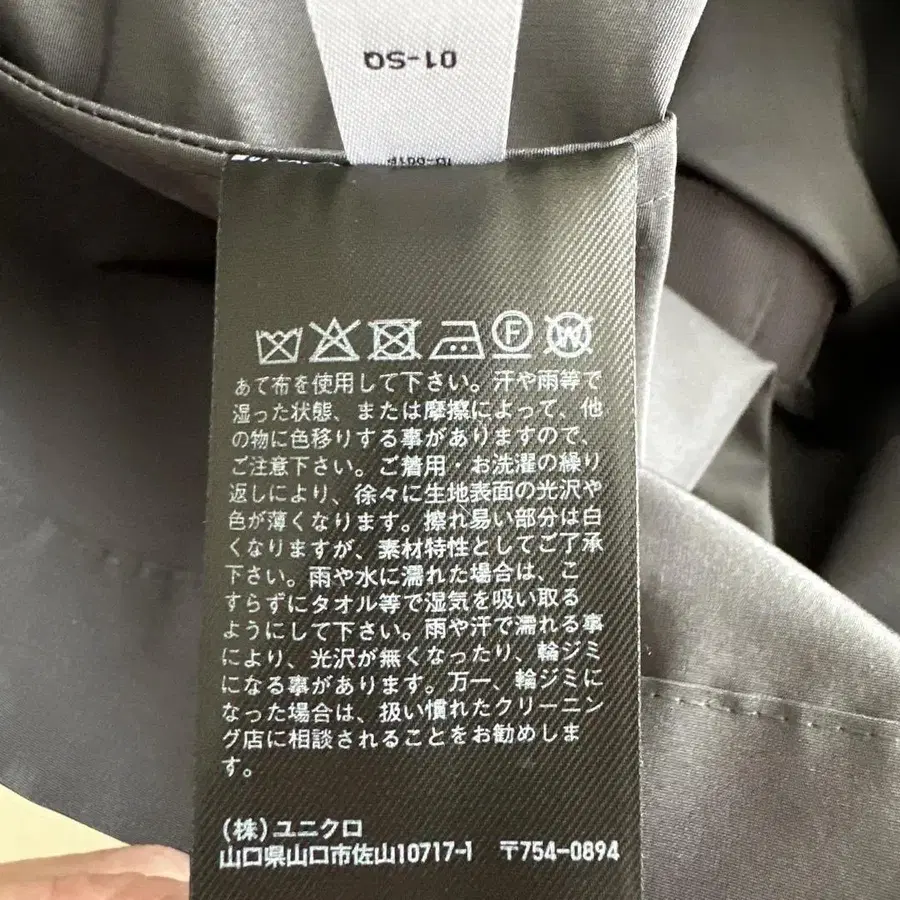 01-SQ
F
W
あて布を使用して下さい。汗や雨等で
湿った状態、または摩擦によって、他
の物に色移りする事がありますので、
ご注意下さい。ご着用・お洗濯の繰り
返しにより、徐々に生地表面の光沢や
色が薄くなります。擦れ易い部分は白
くなりますが、素材特性としてご了承
下さい。雨や水に濡れた場合は、こ
すらずにタオル等で湿気を吸い取る
ようにして下さい。雨や汗で濡れる事
により、光沢が無くなったり、輪ジミ
になる事があります。万一、輪ジミに
なった場合は、扱い慣れたクリーニン
グ店に相談されることをお勧めしま
す。
(株)ユニクロ
山口県山口市佐山10717-1 〒754-0894